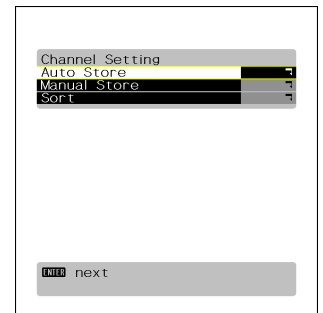 Channel Setting
Auto Store
Manual Store
Sort
ENTER next